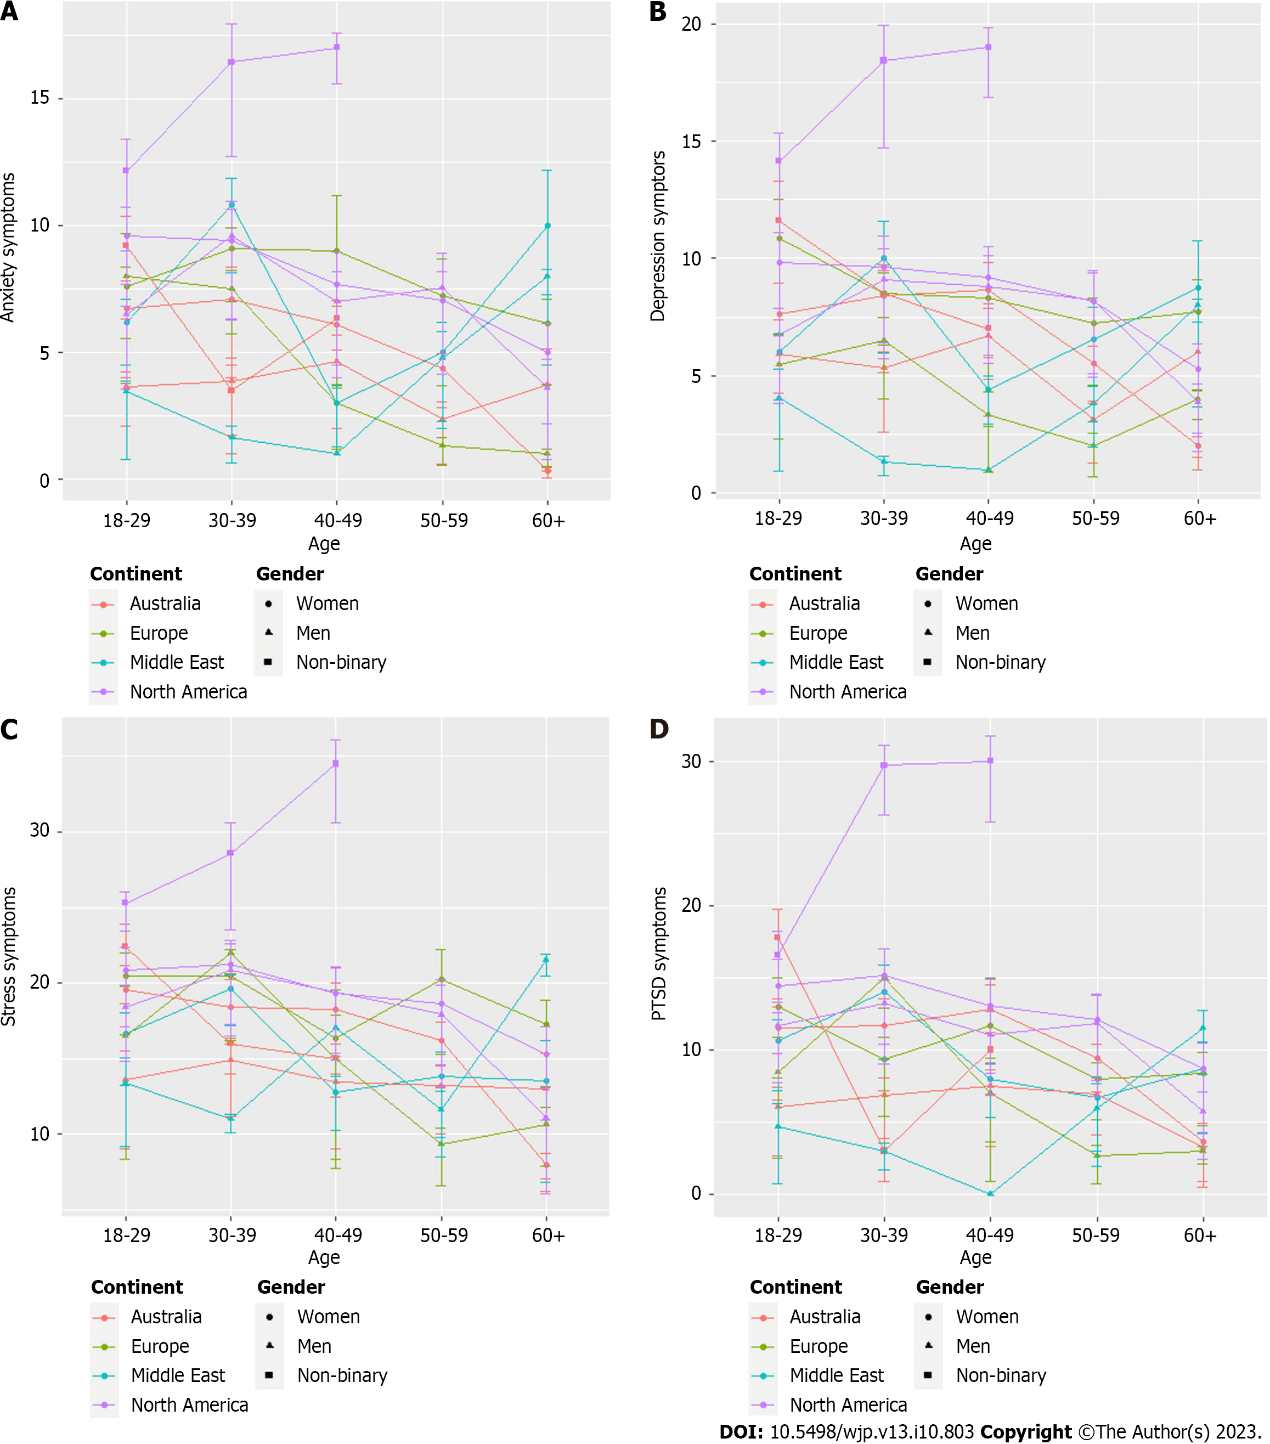 A
Anxiety symptoms
15
10
5
0
18-29 30-39 40-49 50-59 60+
Age
Continent Gender
Australia Women
Europe Men
Middle East Non-binary
North America
B
Depression symptors
20
15
10
5
0
18-29 30-39 40-49 50-59 60+
Age
Continent Gender
Australia Women
Europe Men
Middle East Non-binary
North America
C
Stress symptoms
30
20
10
18-29 30-39 40-49 50-59 60+
Age
Continent Gender
Australia Women
Europe Men
Middle East Non-binary
North America
D
PTSD symptoms
30
20
10
0
18-29 30-39 40-49 50-59 60+
Age
Continent Gender
Australia Women
Europe Men
Middle East Non-binary
North America
DOI: 10.5498/wjp.v13.i10.803 Copyright ©The Author(s) 2023.